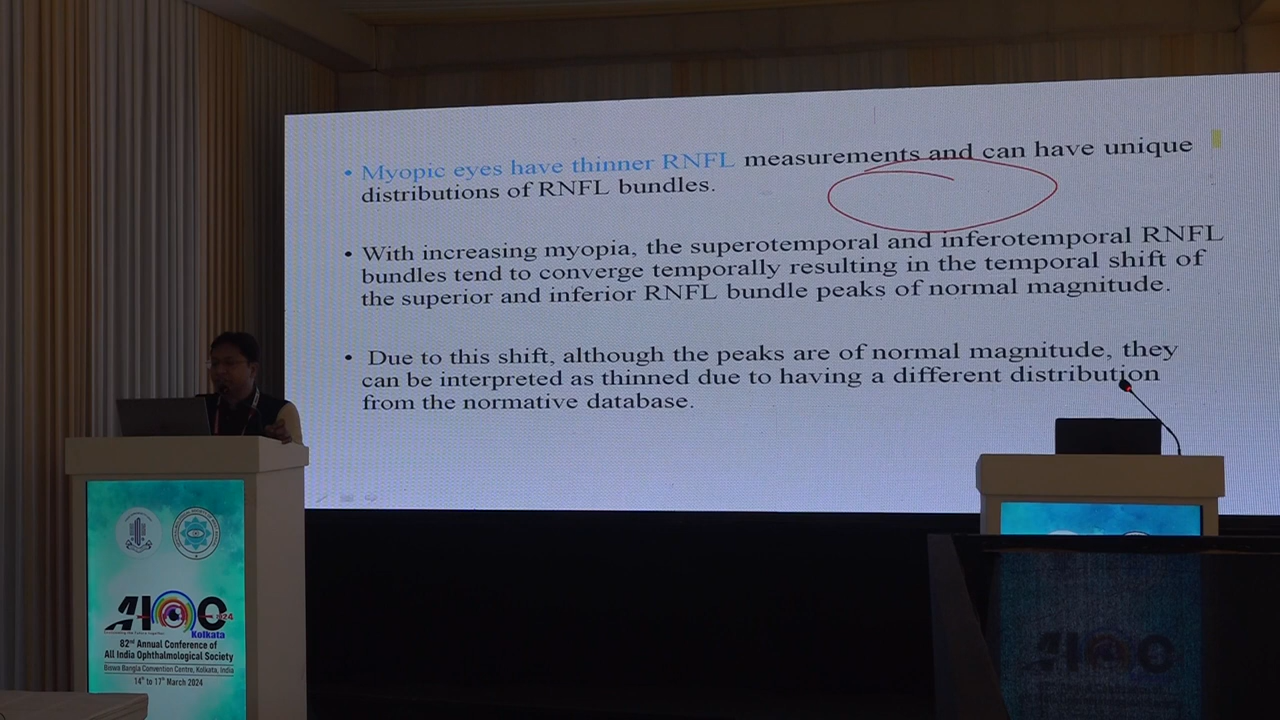 • Myopic eyes have thinner RNFL measurements and can have unique
distributions of RNFL bundles.
• With increasing myopia, the superotemporal and inferotemporal RNFL
bundles tend to converge temporally resulting in the temporal shift of
the superior and inferior RNFL bundle peaks of normal magnitude.
• Due to this shift, although the peaks are of normal magnitude, they
can be interpreted as thinned due to having a different distribution
from the normative database.
AIOC 2024
Kolkata
82nd Annual Conference of
All India Ophthalmological Society
Biswa Bangla Convention Centre, Kolkata, India
14th to 17th March 2024
AIOC